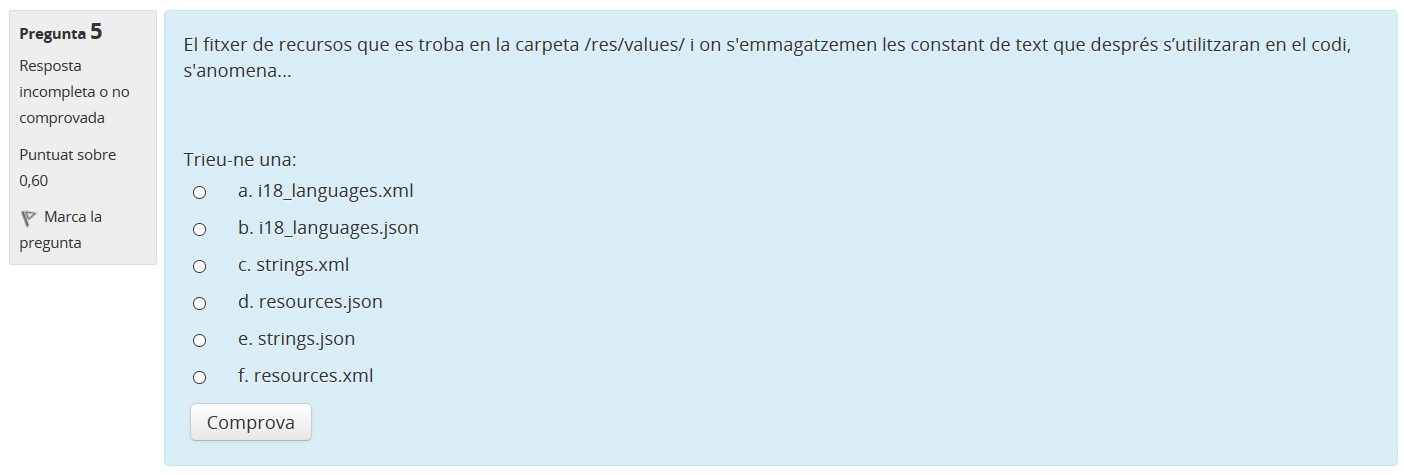 Pregunta 5
Resposta
incompleta o no
comprovada
Puntuat sobre
0,60
Marca la
pregunta
El fitxer de recursos que es troba en la carpeta /res/values/ i on s'emmagatzemen les constant de text que després s’utilitzaran en el codi,
s'anomena...
Trieu-ne una:
a. i18_languages.xml
b. i18_languages.json
c. strings.xml
d. resources.json
e. strings.json
f. resources.xml
Comprova